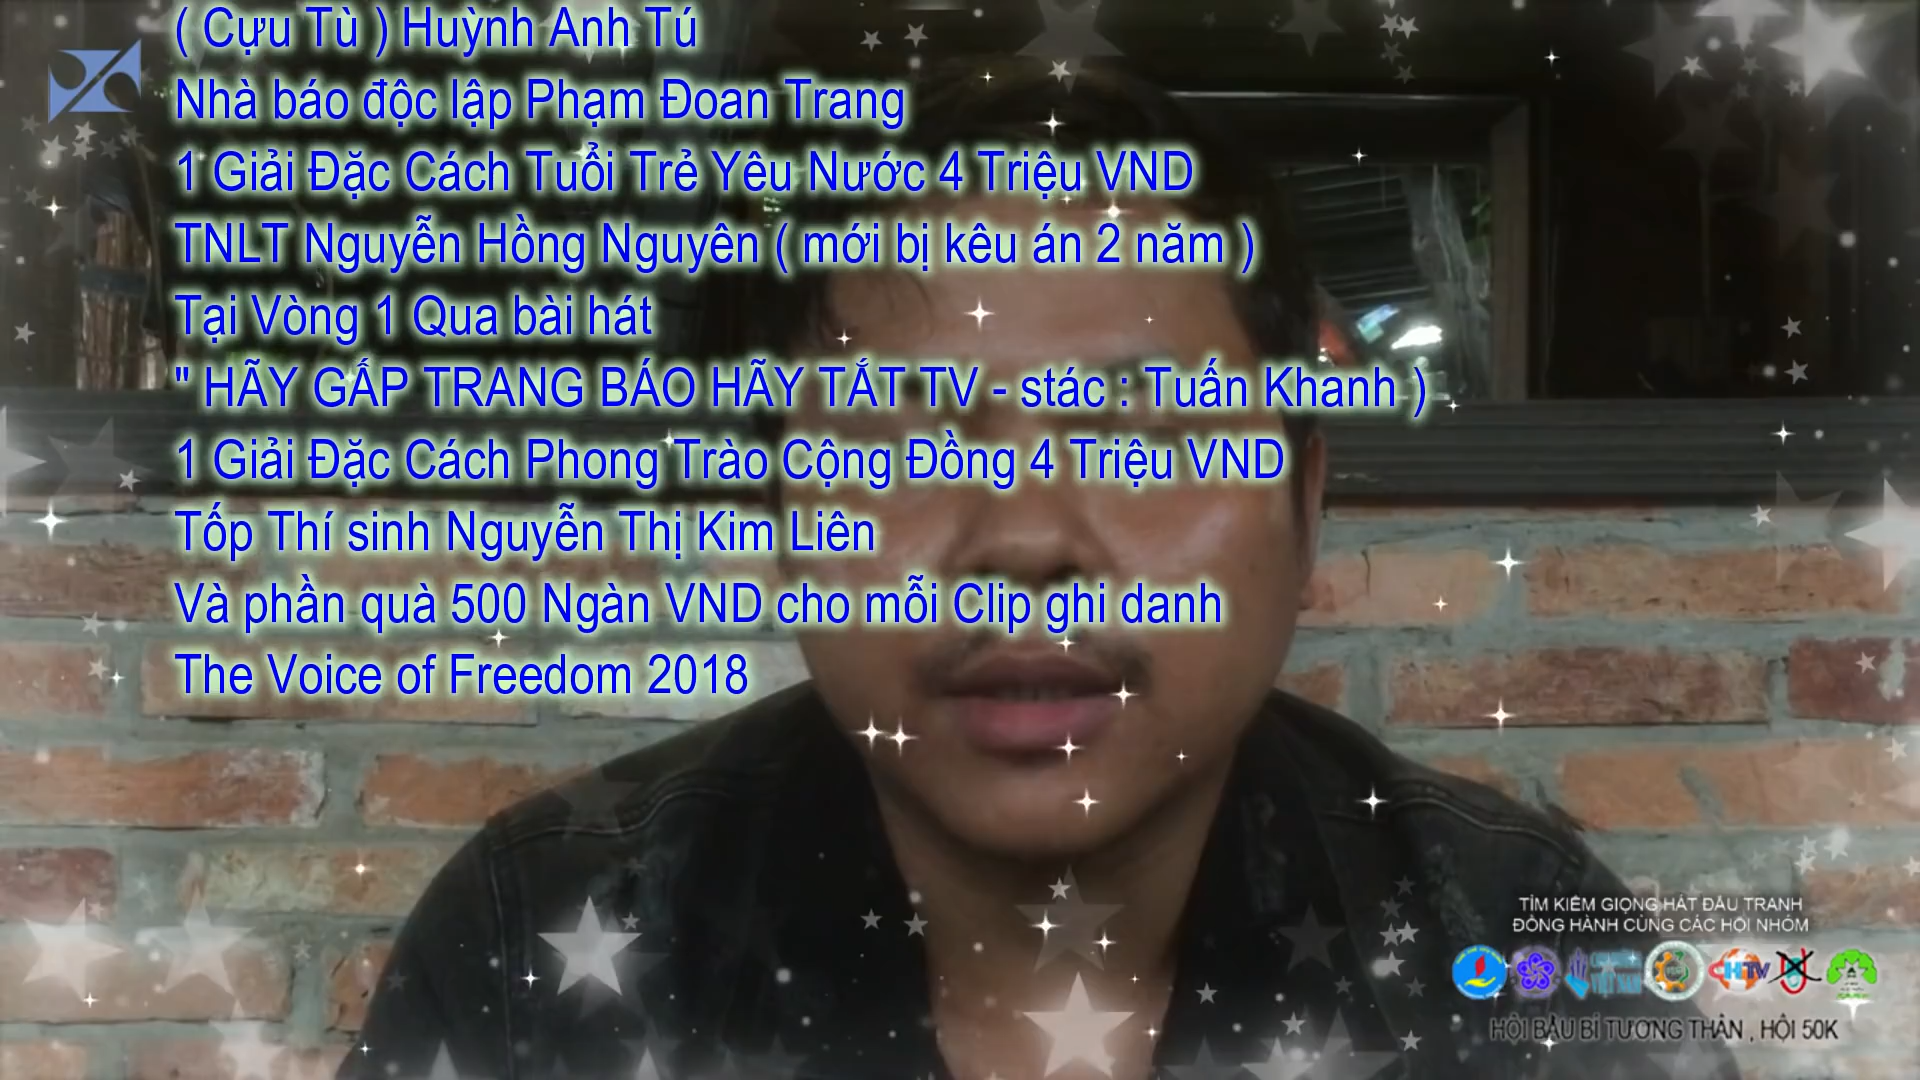 ( Cựu Tù ) Huỳnh Anh Tú
Nhà báo độc lập Phạm Đoan Trang
1 Giải Đặc Cách Tuổi Trẻ Yêu Nước 4 Triệu VND
TNLT Nguyễn Hồng Nguyên ( mới bị kêu án 2 năm )
Tại Vòng 1 Qua bài hát
" HÃY GẤP TRANG BÁO HÃY TẮT TV - stác : Tuấn Khanh )
1 Giải Đặc Cách Phong Trào Cộng Đồng 4 Triệu VND
Tốp Thí sinh Nguyễn Thị Kim Liên
Và phần quà 500 Ngàn VND cho mỗi Clip ghi danh
The Voice of Freedom 2018
TÌM KIẾM GIỌNG HÁT ĐẤU TRANH
ĐỒNG HÀNH CÙNG CÁC HỘI NHÓM
VIỆT NAM
CHTV
HỘI BẦU BÍ TƯƠNG THÂN , HỘI 50K